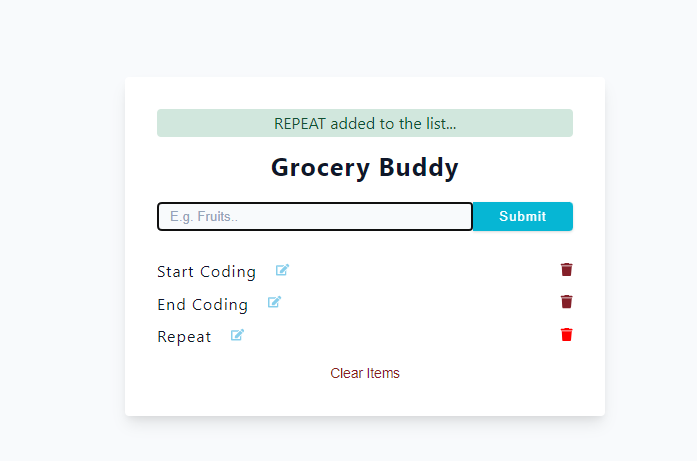 REPEAT added to the list...
Grocery Buddy
E.g. Fruits..
Submit
Start Coding
End Coding
Repeat
Clear Items